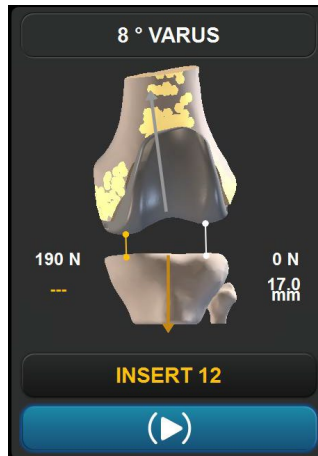 8 ° VARUS
190 N
0 N
---
17.0
mm
INSERT 12